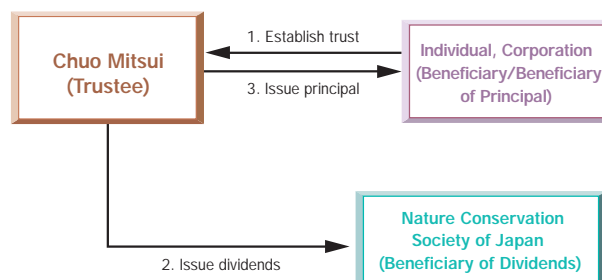 1. Establish trust
Chuo Mitsui
(Trustee)
3. Issue principal
Individual, Corporation
(Beneficiary/Beneficiary
of Principal)
Nature Conservation
Society of Japan
(Beneficiary of Dividends)
2. Issue dividends